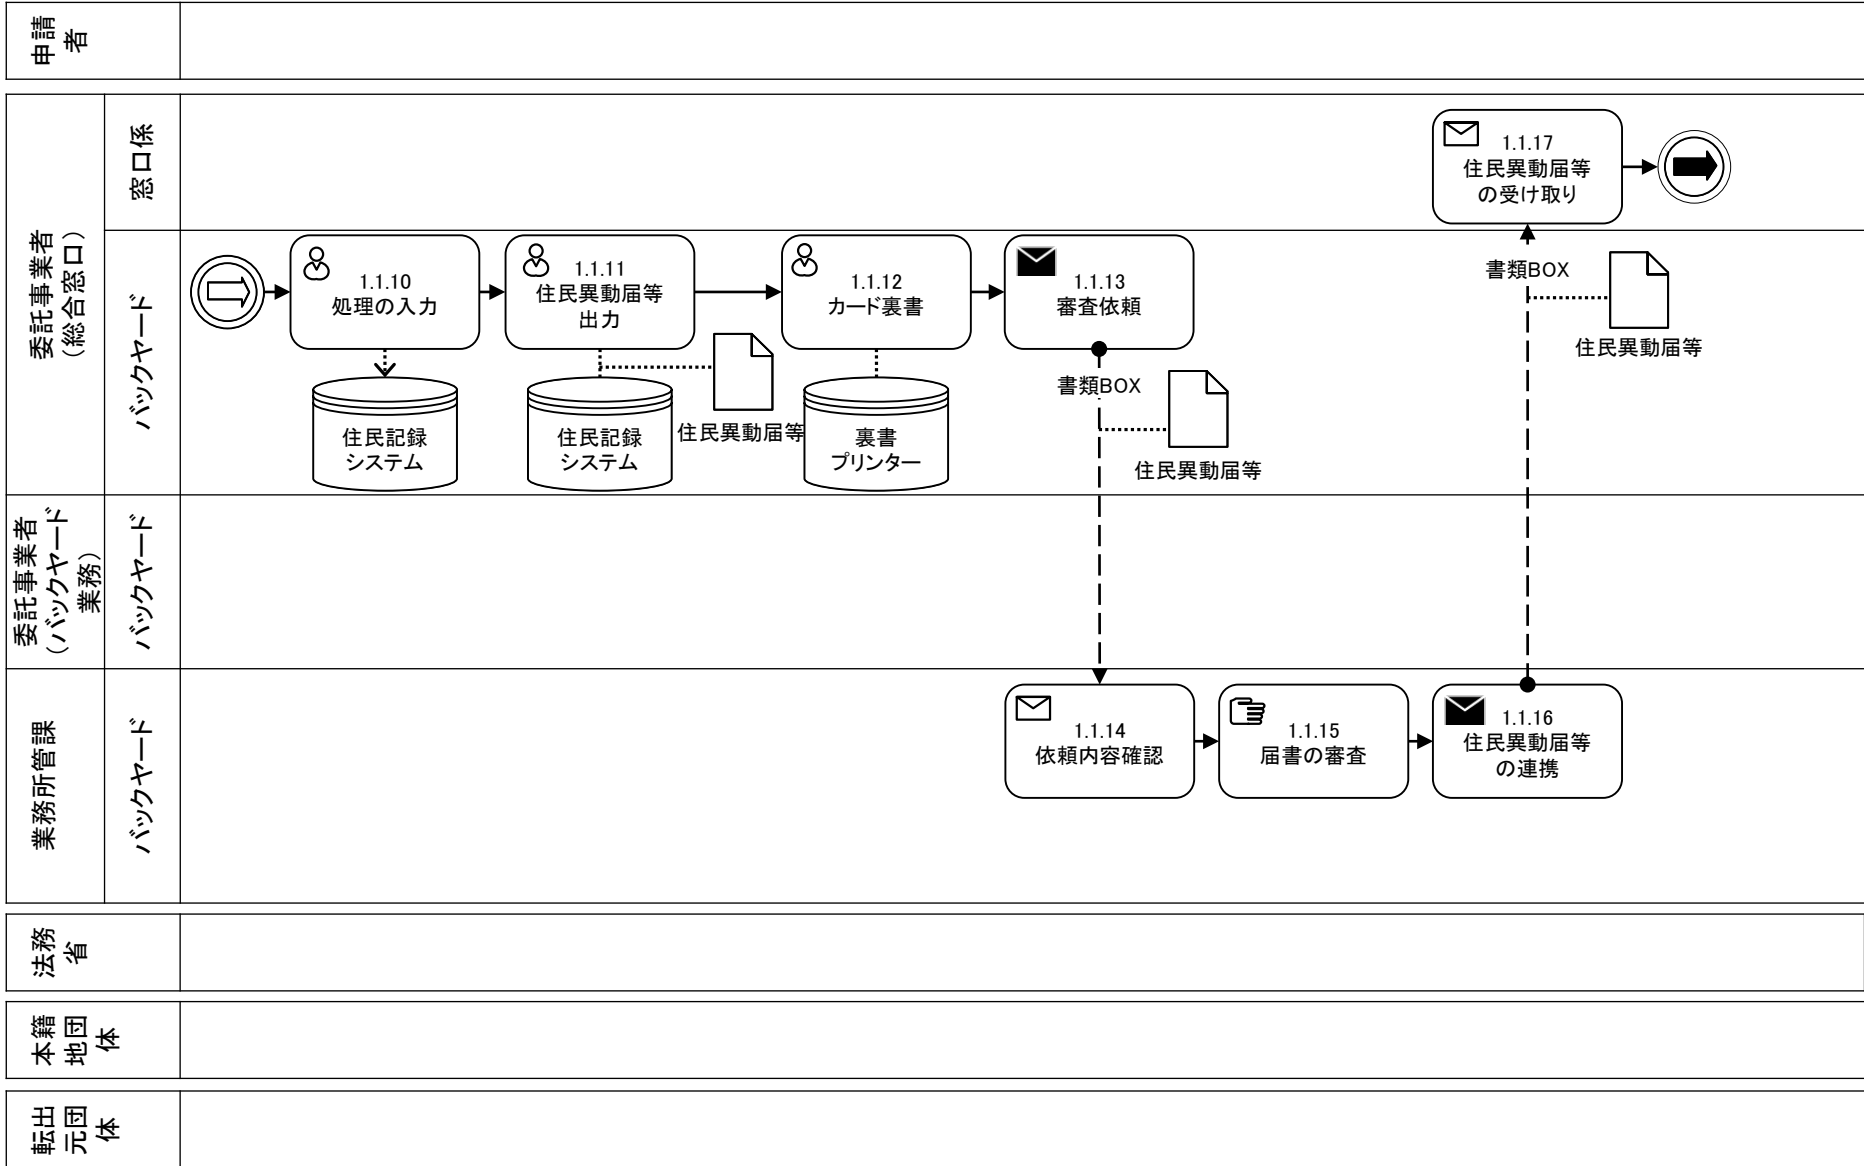 申請
者
委託事業者
（総合窓口）
窓口係
1.1.17
住民異動届等
の受け取り
バックヤード
1.1.10
処理の入力
1.1.11
住民異動届等
出力
1.1.12
カード裏書
1.1.13
審査依頼
書類BOX
住民異動届等
書類BOX
住民異動届等
住民記録
システム
住民記録
システム
住民異動届等
裏書
プリンター
委託事業者
（バックヤード
業務）
バックヤード
業務所管課
バックヤード
1.1.14
依頼内容確認
1.1.15
届書の審査
1.1.16
住民異動届等
の連携
法務
省
本籍
地団
体
転出
元団
体